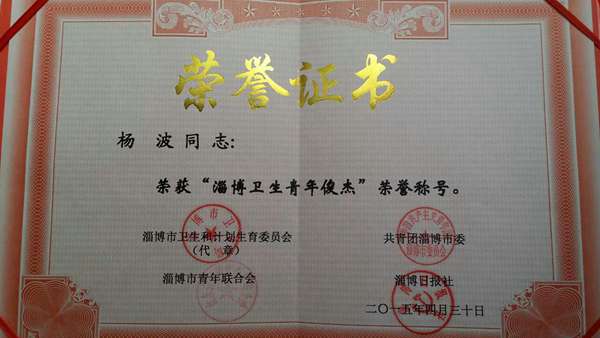 荣誉证书
杨 波同志:
荣获“淄博卫生青年俊杰”荣誉称号。
淄博市卫生和计划生育委员会
(代 章)
共青团淄博市委
淄博市青年联合会
淄博日报社
二〇一五年四月三十日